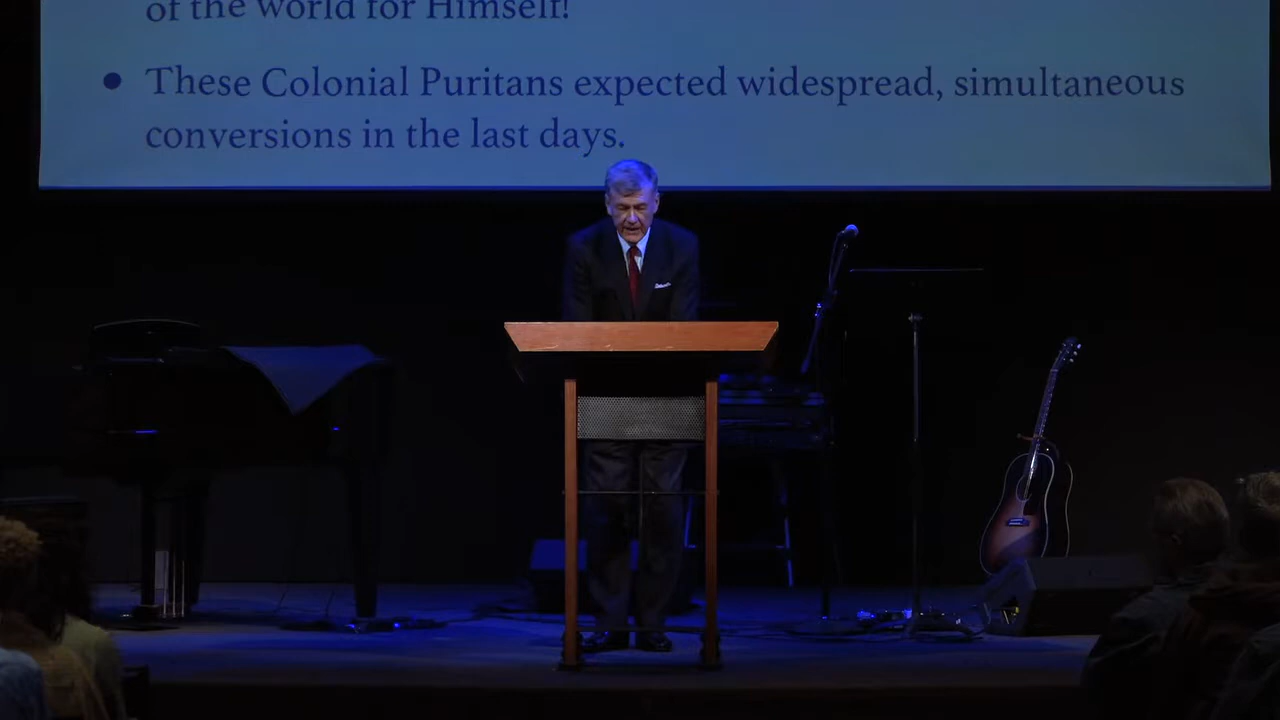 of the world for Himself!
• These Colonial Puritans expected widespread, simultaneous
conversions in the last days.